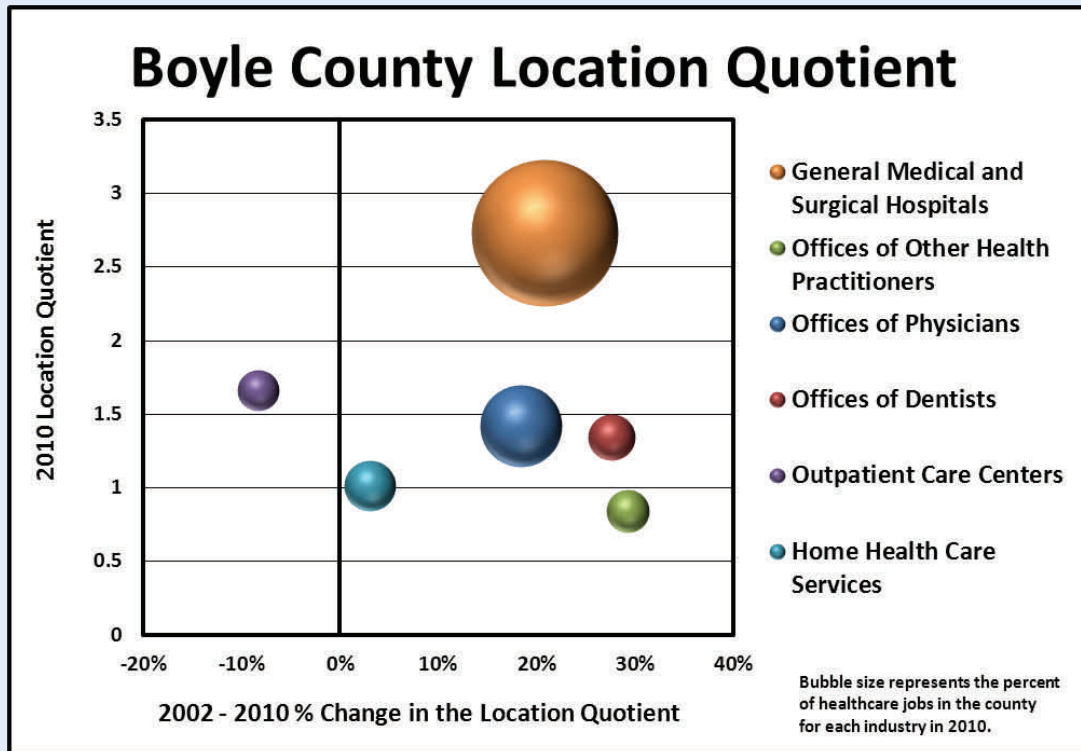 Boyle County Location Quotient
3.5
3
2.5
2
1.5
1
0.5
0
2010 Location Quotient
-20%
-10%
0%
10%
20%
30%
40%
2002 - 2010 % Change in the Location Quotient
General Medical and
Surgical Hospitals
Offices of Other Health
Practitioners
Offices of Physicians
Offices of Dentists
Outpatient Care Centers
Home Health Care
Services
Bubble size represents the percent
of healthcare jobs in the county
for each industry in 2010.